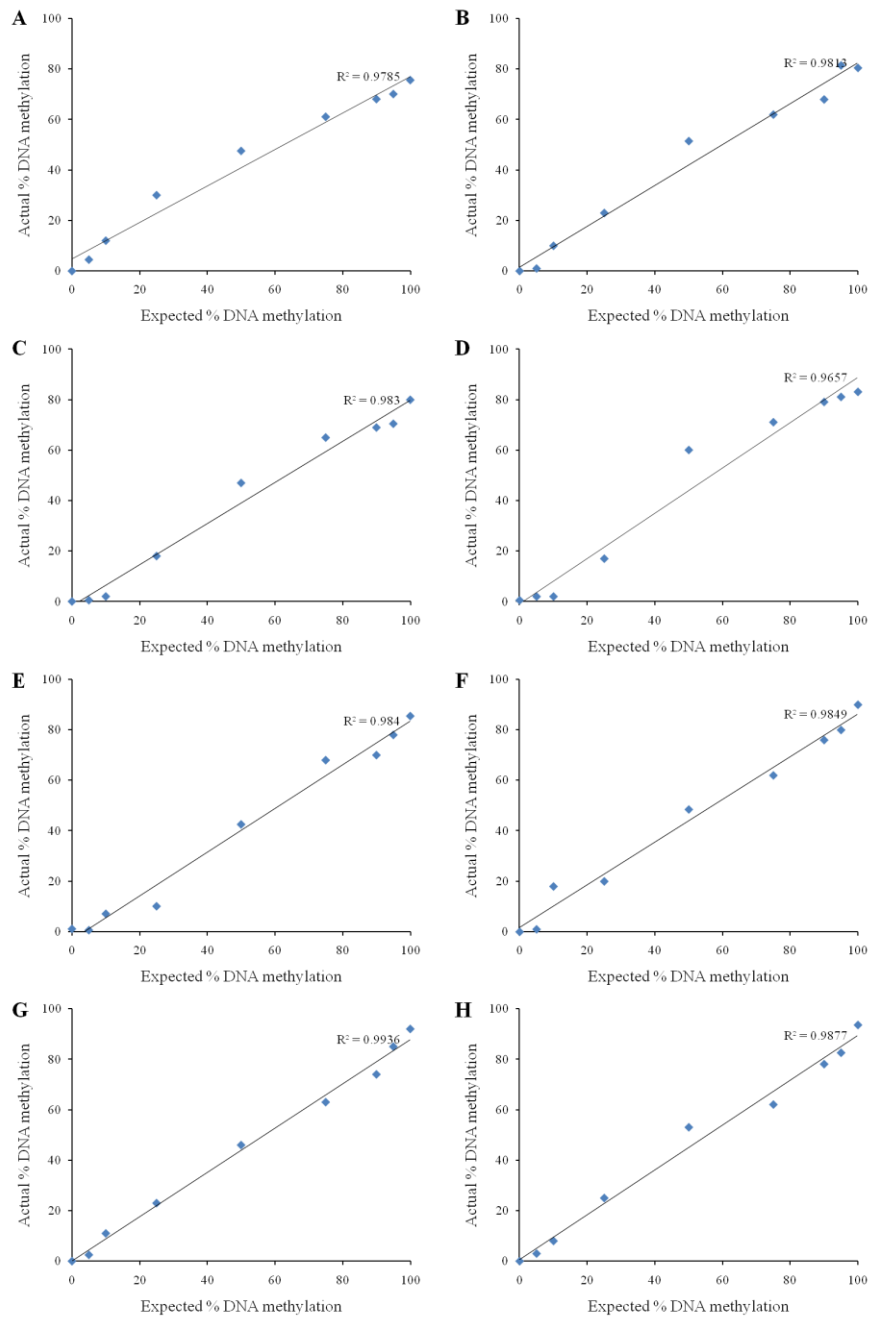 A
B
Actual % DNA methylation
100
80
60
40
20
0
R² = 0.9785
0 20 40 60 80 100
Expected % DNA methylation
Actual % DNA methylation
100
80
60
40
20
0
R² = 0.9813
0 20 40 60 80 100
Expected % DNA methylation
C
D
Actual % DNA methylation
100
80
60
40
20
0
R² = 0.983
0 20 40 60 80 100
Expected % DNA methylation
Actual % DNA methylation
100
80
60
40
20
0
R² = 0.9657
0 20 40 60 80 100
Expected % DNA methylation
E
F
Actual % DNA methylation
100
80
60
40
20
0
R² = 0.984
0 20 40 60 80 100
Expected % DNA methylation
Actual % DNA methylation
100
80
60
40
20
0
R² = 0.9849
0 20 40 60 80 100
Expected % DNA methylation
G
H
Actual % DNA methylation
100
80
60
40
20
0
R² = 0.9936
0 20 40 60 80 100
Expected % DNA methylation
Actual % DNA methylation
100
80
60
40
20
0
R² = 0.9877
0 20 40 60 80 100
Expected % DNA methylation